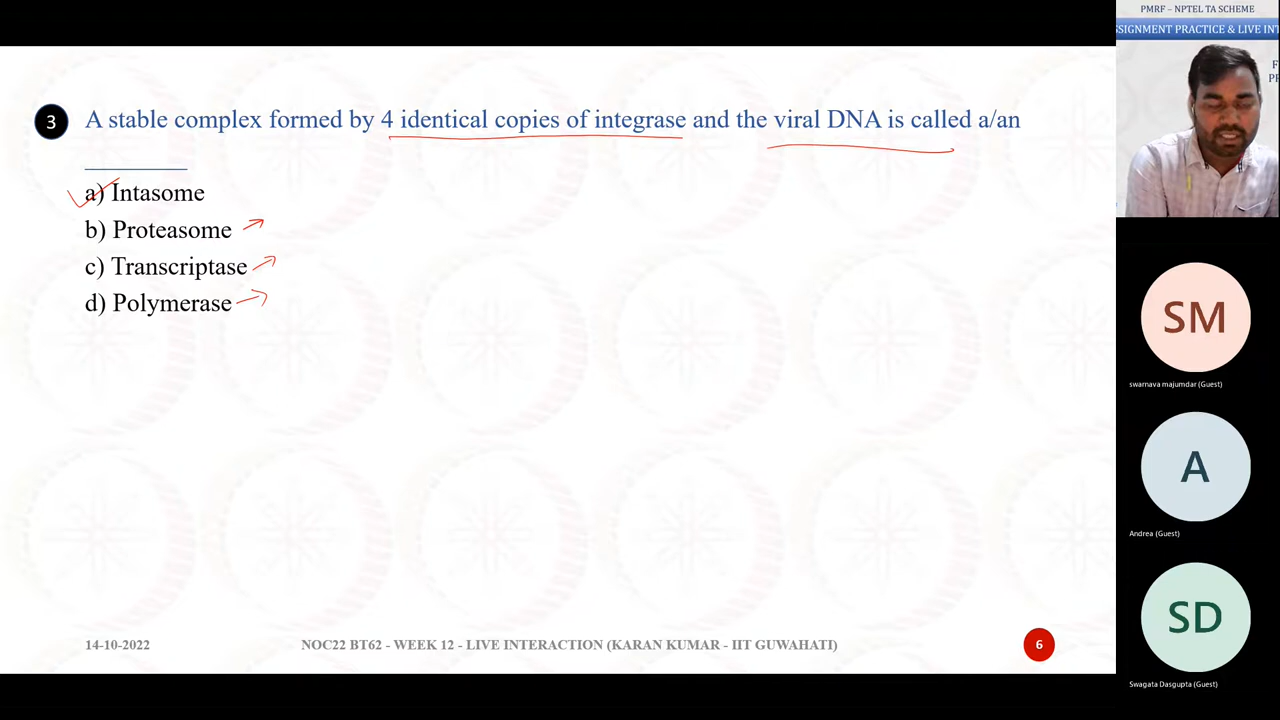 PMRF – NPTEL TA SCHEME
SSIGNMENT PRACTICE & LIVE INT
3 A stable complex formed by 4 identical copies of integrase and the viral DNA is called a/an
________
a) Intasome
b) Proteasome
c) Transcriptase
d) Polymerase
SM
swarnava majumdar (Guest)
A
Andrea (Guest)
SD
Swagata Dasgupta (Guest)
14-10-2022 NOC22 BT62 - WEEK 12 - LIVE INTERACTION (KARAN KUMAR - IIT GUWAHATI) 6